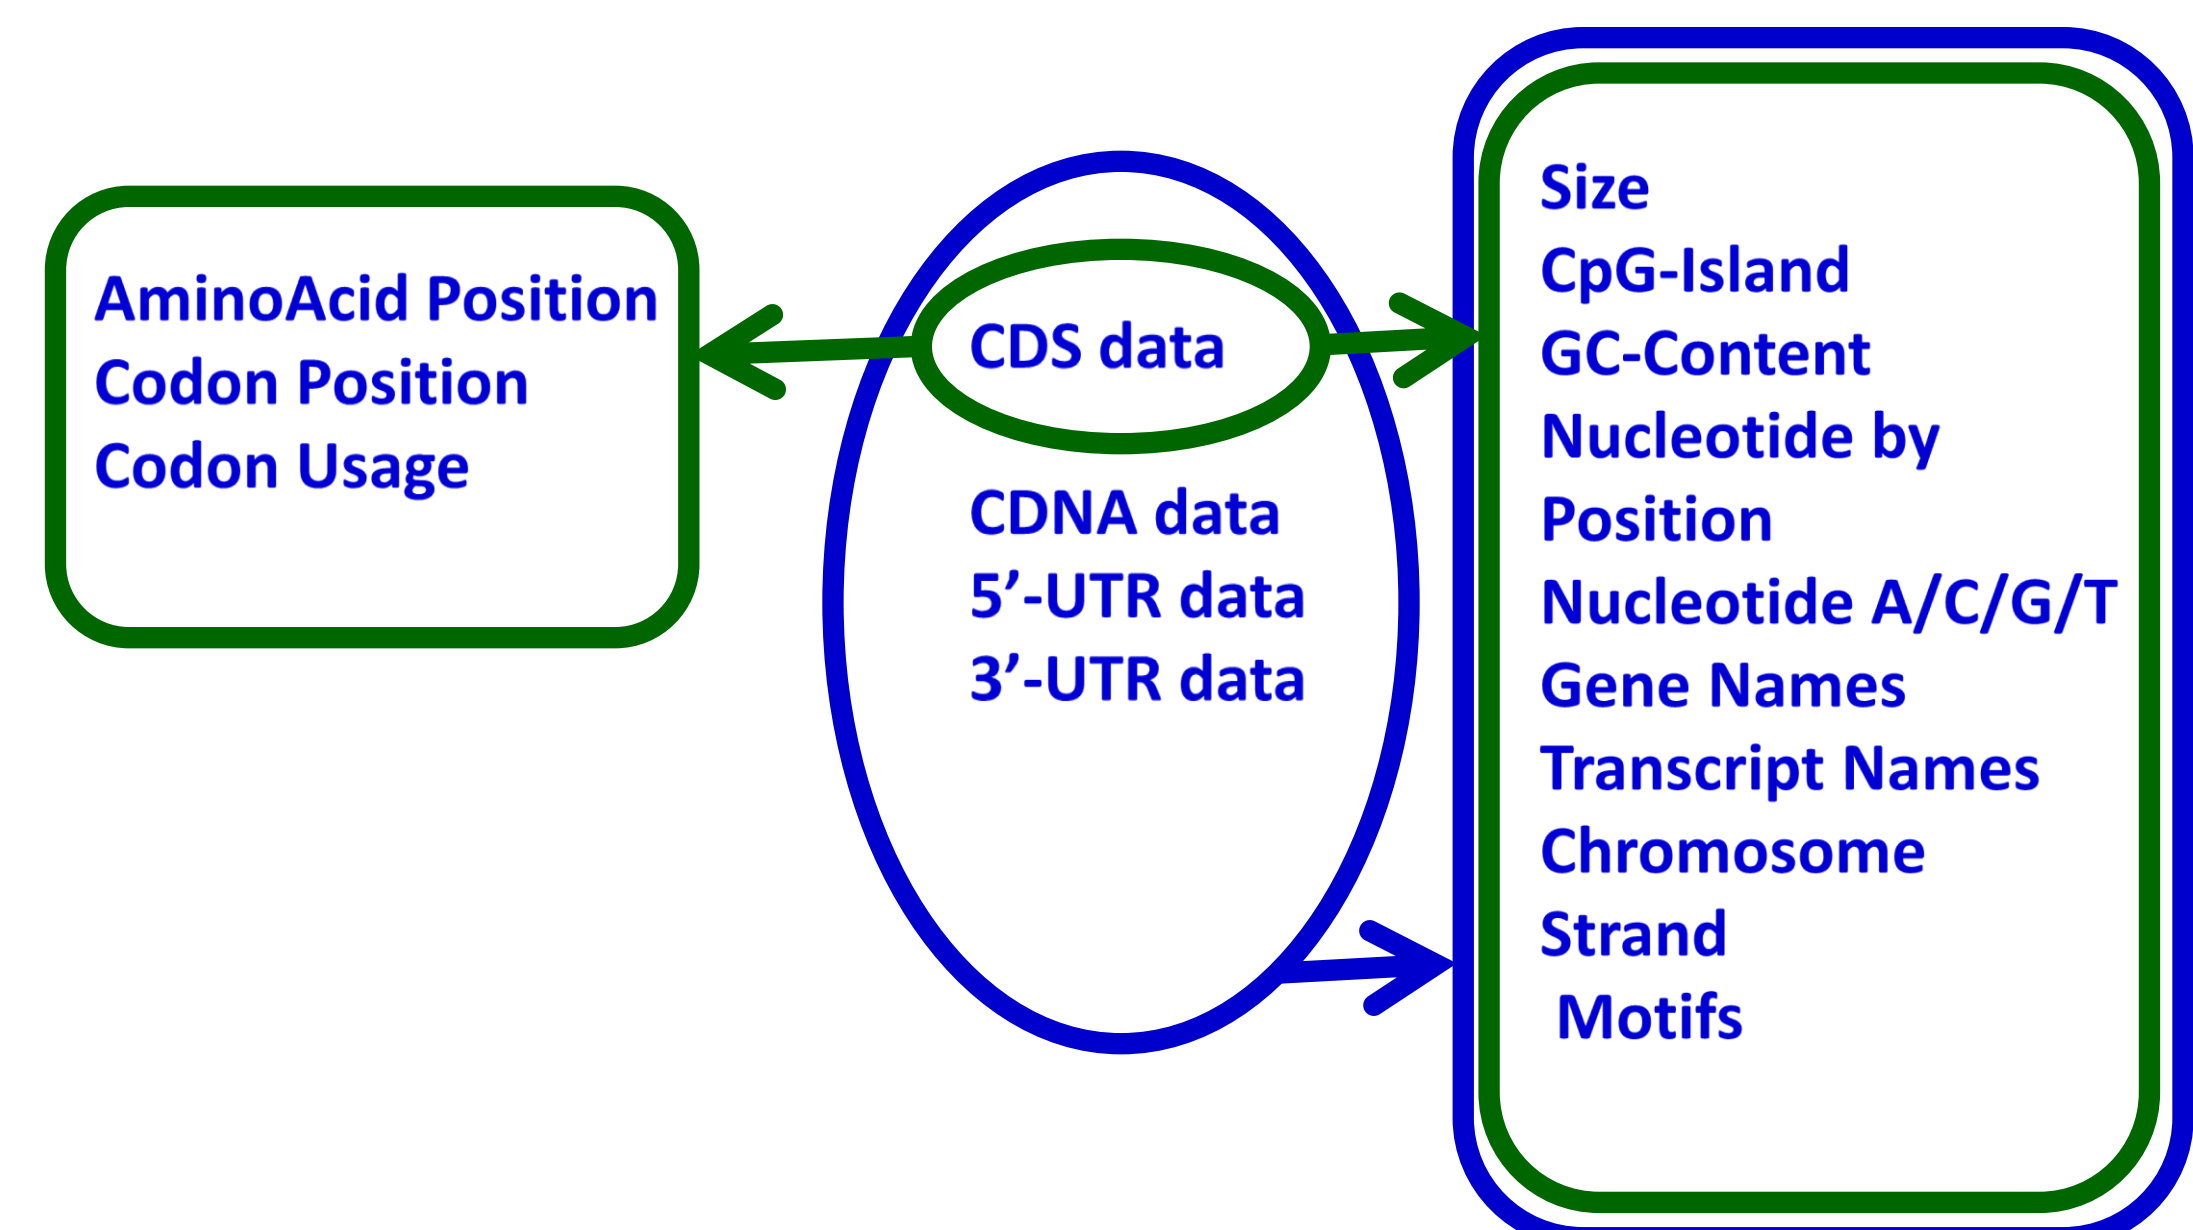 AminoAcid Position
Codon Position
Codon Usage
CDS data
CDNA data
5’-UTR data
3’-UTR data
Size
CpG-Island
GC-Content
Nucleotide by
Position
Nucleotide A/C/G/T
Gene Names
Transcript Names
Chromosome
Strand
Motifs